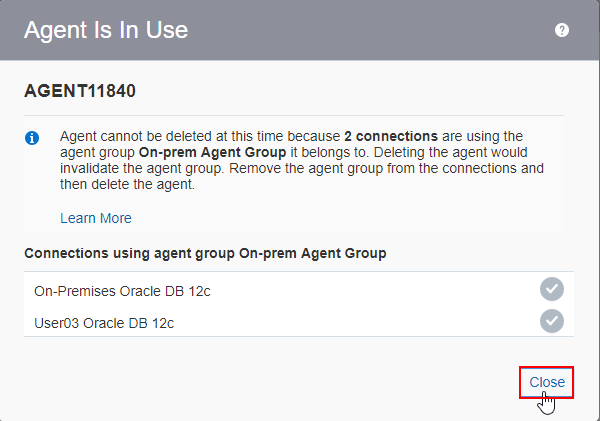 Agent Is In Use
?
AGENT11840
Agent cannot be deleted at this time because 2 connections are using the
agent group On-prem Agent Group it belongs to. Deleting the agent would
invalidate the agent group. Remove the agent group from the connections and
then delete the agent.
Learn More
Connections using agent group On-prem Agent Group
On-Premises Oracle DB 12c
User03 Oracle DB 12c
Close